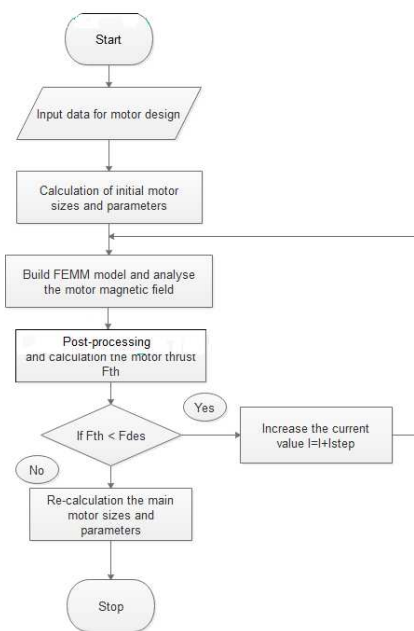 Start
Input data for motor design
Calculation of initial motor
sizes and parameters
Build FEMM model and analyse
the motor magnetic field
Post-processing
and calculation the motor thrust
Fth
If Fth < Fdes
Yes
Increase the current
value I=I+Istep
No
Re-calculation the main
motor sizes and
parameters
Stop